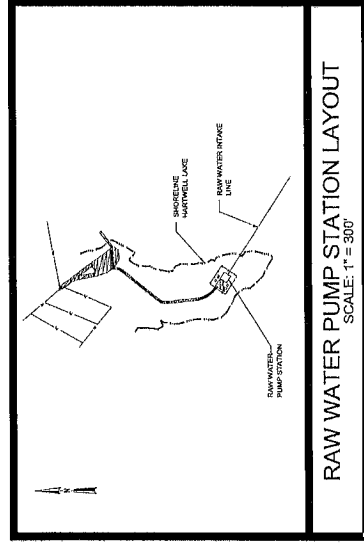 SHORELINE
HARTWELL LAKE
RAW WATER INTAKE
LINE
RAW WATER
PUMP STATION
RAW WATER PUMP STATION LAYOUT
SCALE: 1" = 300'